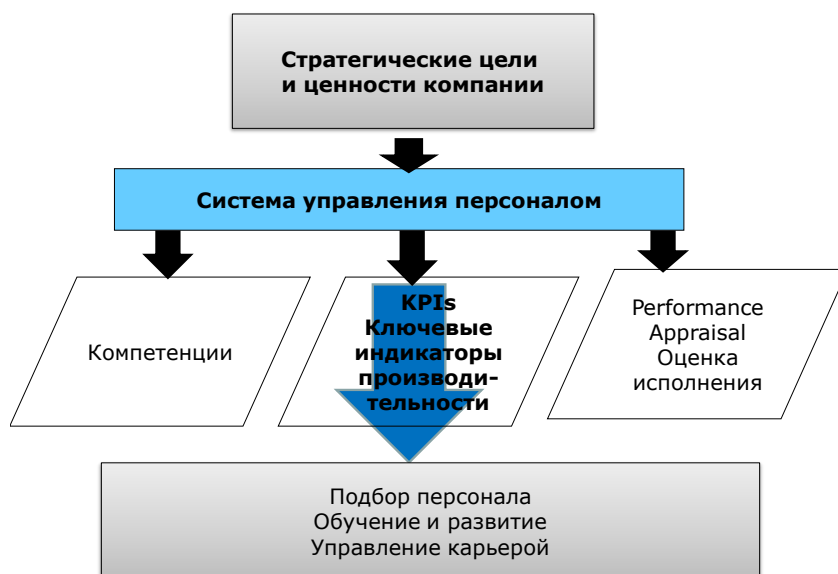 Стратегические цели
и ценности компании
Система управления персоналом
Компетенции
KPIs
Ключевые
индикаторы
производи-
тельности
Performance
Appraisal
Оценка
исполнения
Подбор персонала
Обучение и развитие
Управление карьерой